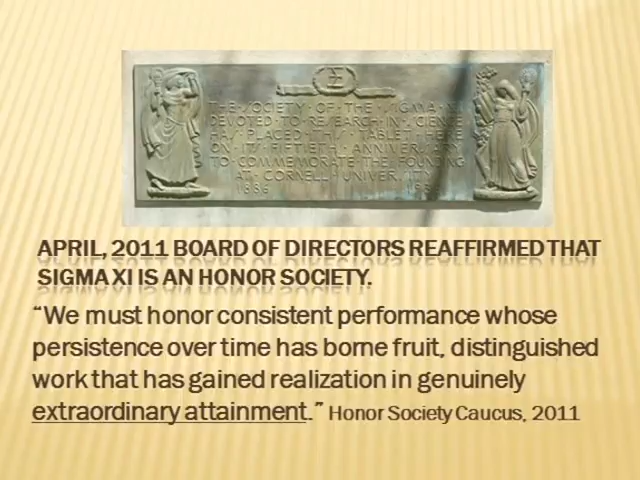 THE · SOCIETY · OF · THE · SIGMA · XI
DEVOTED · TO · RESEARCH · IN · SCIENCE
HAS · PLACED · THIS · TABLET · HERE
ON · ITS · FIFTIETH · ANNIVERSARY
TO · COMMEMORATE · THE · FOUNDING
AT · CORNELL · UNIVERSITY
1886
APRIL, 2011 BOARD OF DIRECTORS REAFFIRMED THAT
SIGMA XI IS AN HONOR SOCIETY.
“We must honor consistent performance whose
persistence over time has borne fruit, distinguished
work that has gained realization in genuinely
extraordinary attainment.” Honor Society Caucus, 2011